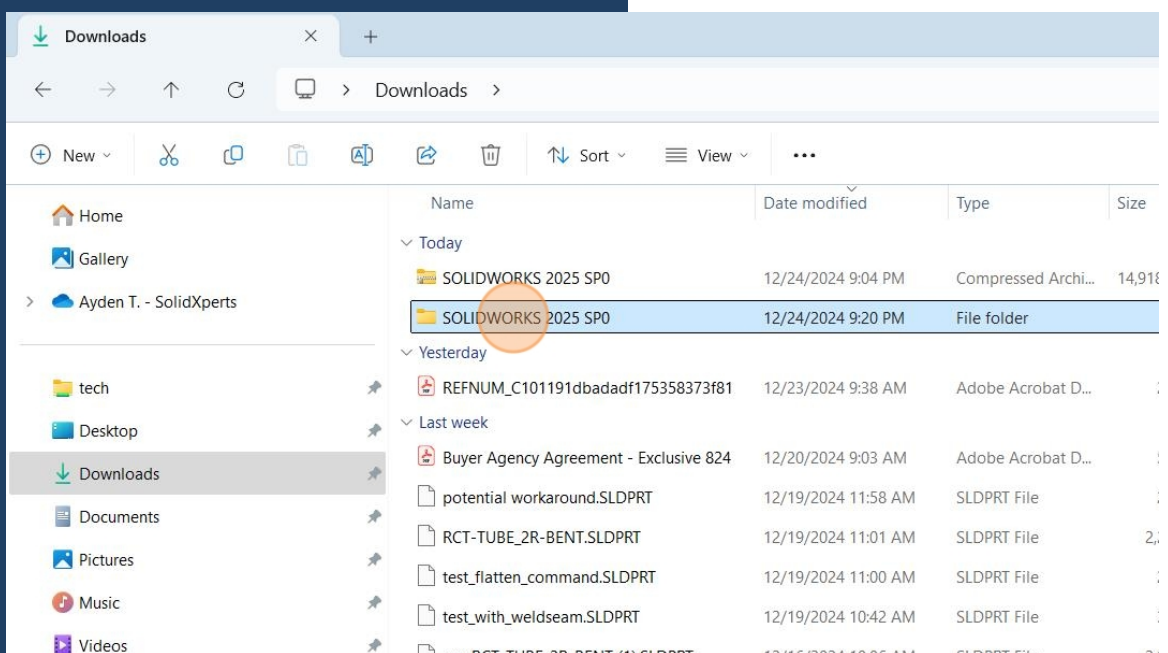 Downloads
Downloads
New
Sort
View
Name Date modified Type Size
Home
Gallery
Ayden T. - SolidXperts
tech
Desktop
Downloads
Documents
Pictures
Music
Videos
Today
SOLIDWORKS 2025 SP0 12/24/2024 9:04 PM Compressed Archi... 14,918
SOLIDWORKS 2025 SP0 12/24/2024 9:20 PM File folder
Yesterday
REFNUM_C101191dbadadf175358373f81 12/23/2024 9:38 AM Adobe Acrobat D...
Last week
Buyer Agency Agreement - Exclusive 824 12/20/2024 9:03 AM Adobe Acrobat D...
potential workaround.SLDPRT 12/19/2024 11:58 AM SLDPRT File
RCT-TUBE_2R-BENT.SLDPRT 12/19/2024 11:01 AM SLDPRT File 2,
test_flatten_command.SLDPRT 12/19/2024 11:00 AM SLDPRT File
test_with_weldseam.SLDPRT 12/19/2024 10:42 AM SLDPRT File